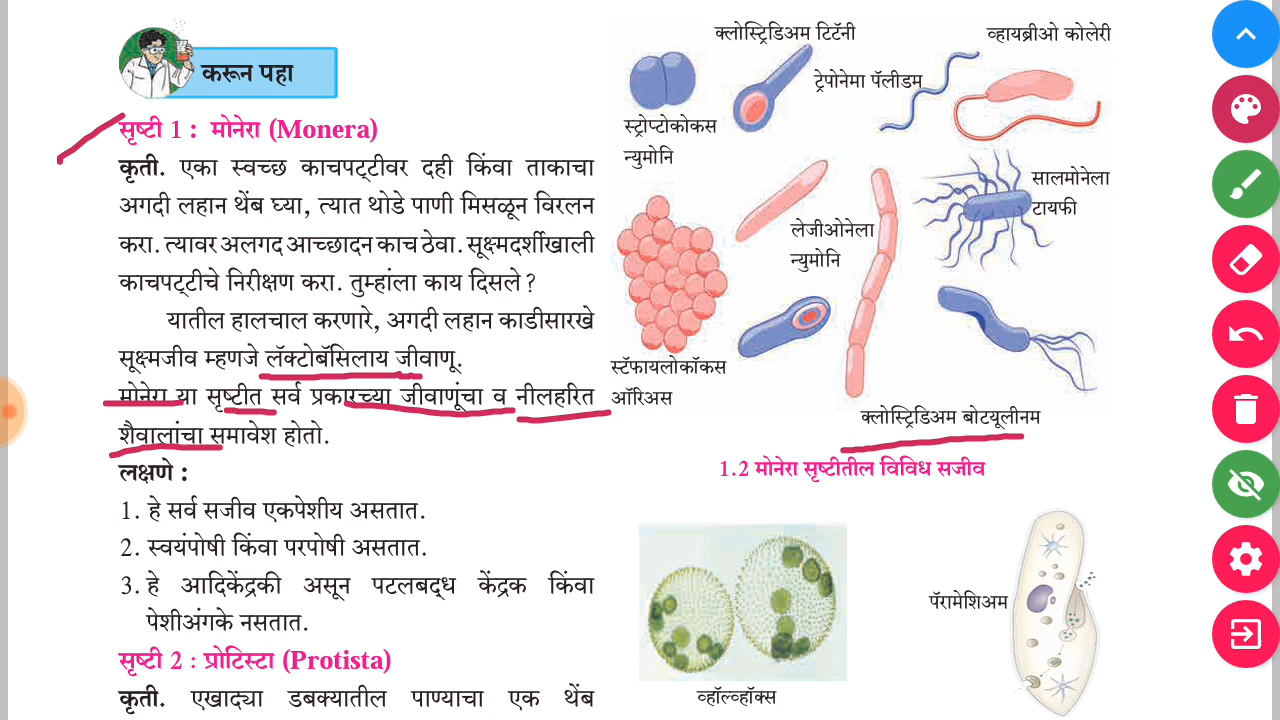 करून पहा
सृष्टी 1 : मोनेरा (Monera)
कृती. एका स्वच्छ काचपट्टीवर दही किंवा ताकाचा
अगदी लहान थेंब घ्या, त्यात थोडे पाणी मिसळून विरलन
करा. त्यावर अलगद आच्छादन काच ठेवा. सूक्ष्मदर्शीखाली
काचपट्टीचे निरीक्षण करा. तुम्हांला काय दिसले ?
यातील हालचाल करणारे, अगदी लहान काडीसारखे
सूक्ष्मजीव म्हणजे लॅक्टोबॅसिलाय जीवाणू.
मोनेरा या सृष्टीत सर्व प्रकारच्या जीवाणूंचा व नीलहरित
शैवालांचा समावेश होतो.
लक्षणे :
1. हे सर्व सजीव एकपेशीय असतात.
2. स्वयंपोषी किंवा परपोषी असतात.
3. हे आदिकेंद्रकी असून पटलबद्ध केंद्रक किंवा
पेशीअंगके नसतात.
सृष्टी 2 : प्रोटिस्टा (Protista)
कृती. एखाद्या डबक्यातील पाण्याचा एक थेंब
क्लोस्ट्रिडिअम टिटॅनी
व्हायब्रीओ कोलेरी
ट्रेपोनेमा पॅलीडम
स्ट्रोप्टोकोकस
न्युमोनि
सालमोनेला
टायफी
लेजीओनेला
न्युमोनि
स्टॅफायलोकॉकस
ऑरिअस
क्लोस्ट्रिडिअम बोटयूलीनम
1.2 मोनेरा सृष्टीतील विविध सजीव
पॅरामेशिअम
व्हॉल्व्हॉक्स